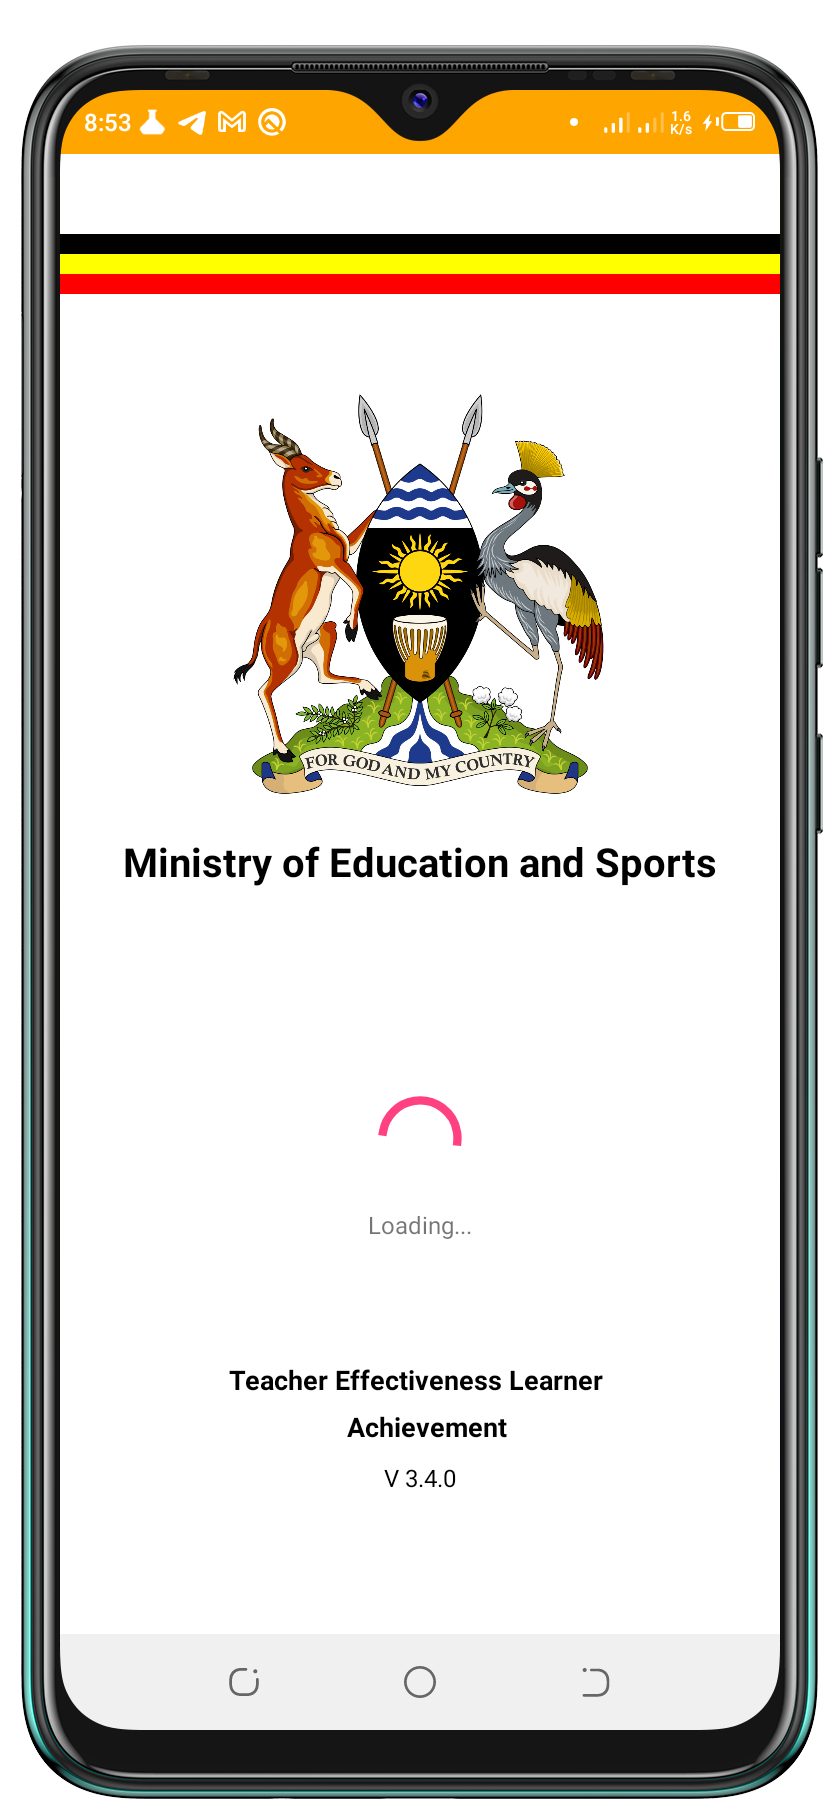 8:53
1.6
K/s
FOR GOD AND MY COUNTRY
Ministry of Education and Sports
Loading...
Teacher Effectiveness Learner
Achievement
V 3.4.0